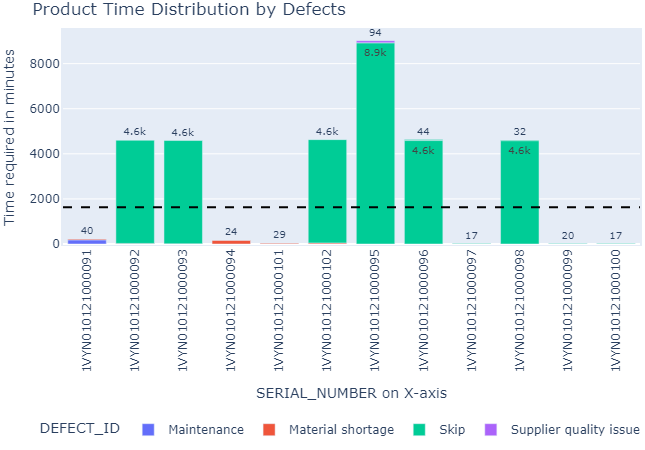 Product Time Distribution by Defects
Time required in minutes
8000
6000
4000
2000
0
40
4.6k
4.6k
24
29
4.6k
94
8.9k
44
4.6k
17
32
4.6k
20
17
1VYN010121000091
1VYN010121000092
1VYN010121000093
1VYN010121000094
1VYN010121000101
1VYN010121000102
1VYN010121000095
1VYN010121000096
1VYN010121000097
1VYN010121000098
1VYN010121000099
1VYN010121000100
SERIAL_NUMBER on X-axis
DEFECT_ID Maintenance Material shortage Skip Supplier quality issue